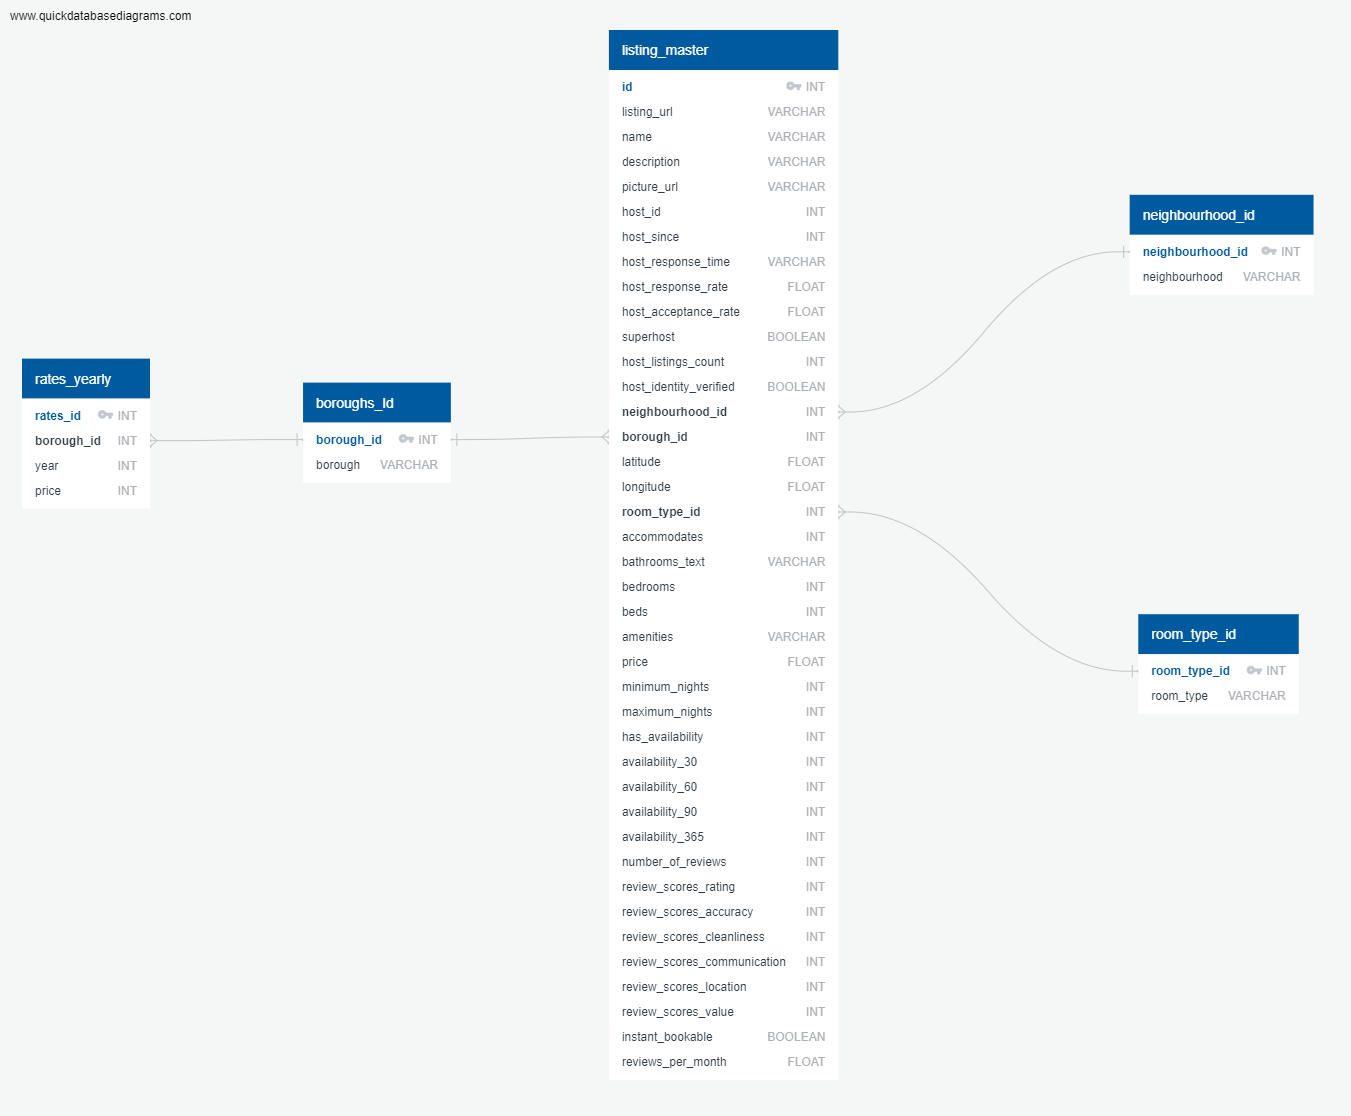 www.quickdatabasediagrams.com
rates_yearly
rates_id INT
borough_id INT
year INT
price INT
boroughs_Id
borough_id INT
borough VARCHAR
listing_master
id INT
listing_url VARCHAR
name VARCHAR
description VARCHAR
picture_url VARCHAR
host_id INT
host_since INT
host_response_time VARCHAR
host_response_rate FLOAT
host_acceptance_rate FLOAT
superhost BOOLEAN
host_listings_count INT
host_identity_verified BOOLEAN
neighbourhood_id INT
borough_id INT
latitude FLOAT
longitude FLOAT
room_type_id INT
accommodates INT
bathrooms_text VARCHAR
bedrooms INT
beds INT
amenities VARCHAR
price FLOAT
minimum_nights INT
maximum_nights INT
has_availability INT
availability_30 INT
availability_60 INT
availability_90 INT
availability_365 INT
number_of_reviews INT
review_scores_rating INT
review_scores_accuracy INT
review_scores_cleanliness INT
review_scores_communication INT
review_scores_location INT
review_scores_value INT
instant_bookable BOOLEAN
reviews_per_month FLOAT
neighbourhood_id
neighbourhood_id INT
neighbourhood VARCHAR
room_type_id
room_type_id INT
room_type VARCHAR